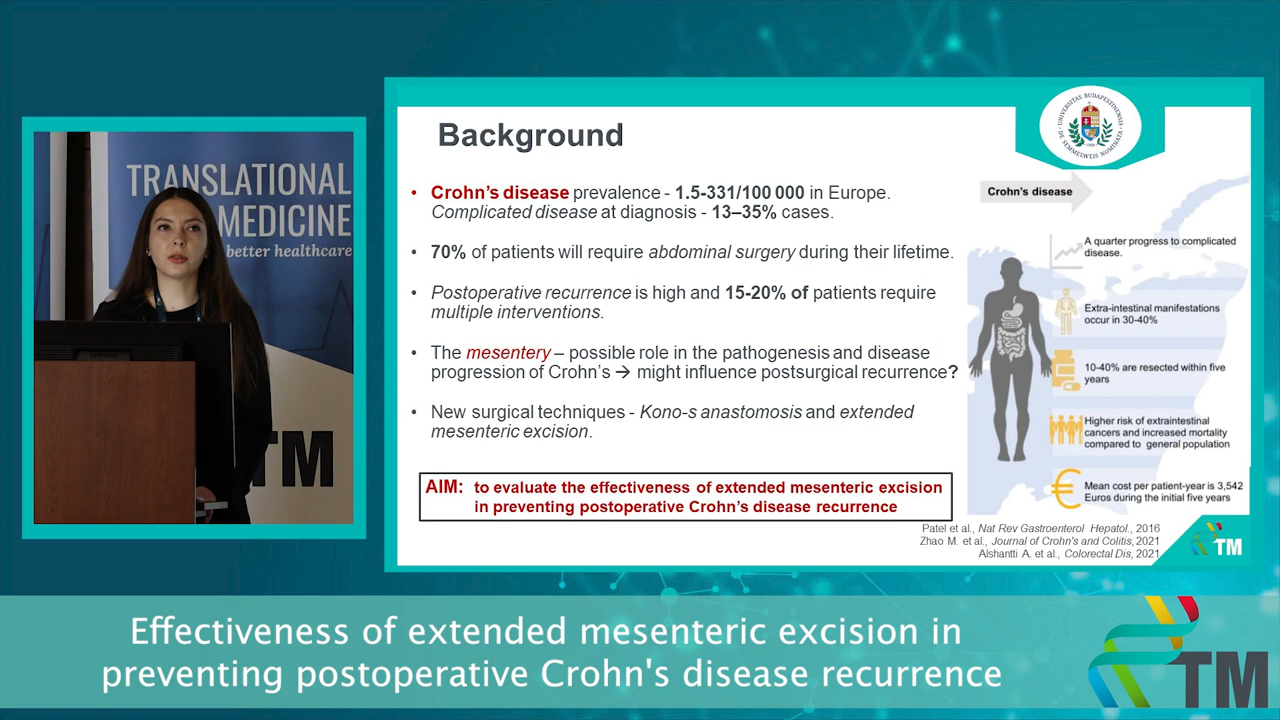 TRANSLATIONAL
MEDICINE
better healthcare
TM
Background
• Crohn's disease prevalence - 1.5-331/100 000 in Europe.
Complicated disease at diagnosis - 13–35% cases.
• 70% of patients will require abdominal surgery during their lifetime.
• Postoperative recurrence is high and 15-20% of patients require
multiple interventions.
• The mesentery – possible role in the pathogenesis and disease
progression of Crohn's → might influence postsurgical recurrence?
• New surgical techniques - Kono-s anastomosis and extended
mesenteric excision.
AIM: to evaluate the effectiveness of extended mesenteric excision
in preventing postoperative Crohn's disease recurrence
UNIVERSITAS BUDAPESTINENSIS
DE SEMMELWEIS NOMINATA
Crohn's disease
A quarter progress to complicated
disease.
Extra-intestinal manifestations
occur in 30-40%
10-40% are resected within five
years
Higher risk of extraintestinal
cancers and increased mortality
compared to general population
€
Mean cost per patient-year is 3,542
Euros during the initial five years
Patel et al., Nat Rev Gastroenterol Hepatol., 2016
Zhao M. et al., Journal of Crohn's and Colitis, 2021
Alshantti A. et al., Colorectal Dis, 2021
TM
Effectiveness of extended mesenteric excision in
preventing postoperative Crohn's disease recurrence
TM